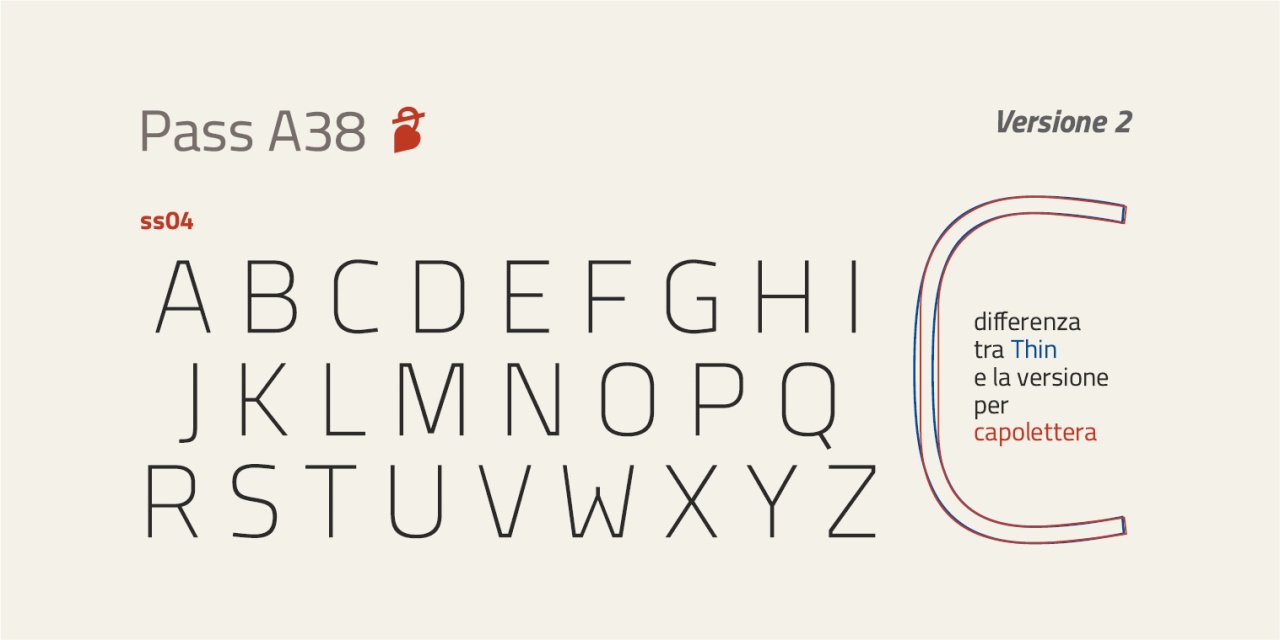 Pass A38
Versione 2
ss04
A B C D E F G H I
J K L M N O P Q
R S T U V W X Y Z
differenza
tra Thin
e la versione
per
capolettera